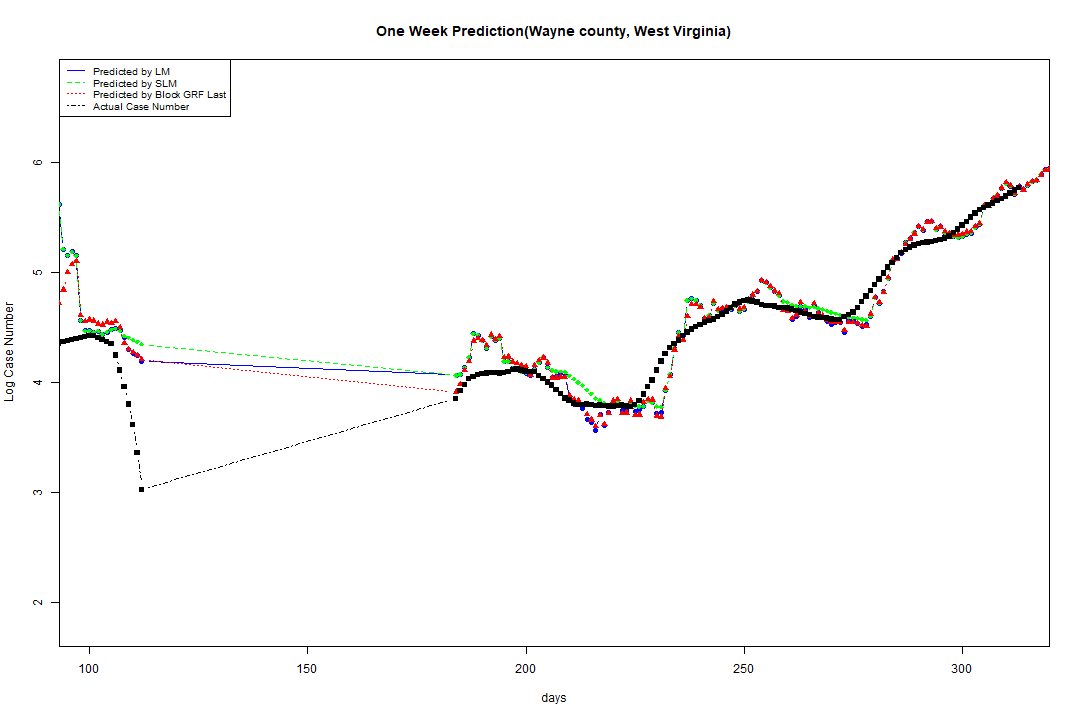 One Week Prediction(Wayne county, West Virginia)
Predicted by LM
Predicted by SLM
Predicted by Block GRF Last
Actual Case Number
Log Case Number
6
5
4
3
2
100 150 200 250 300
days